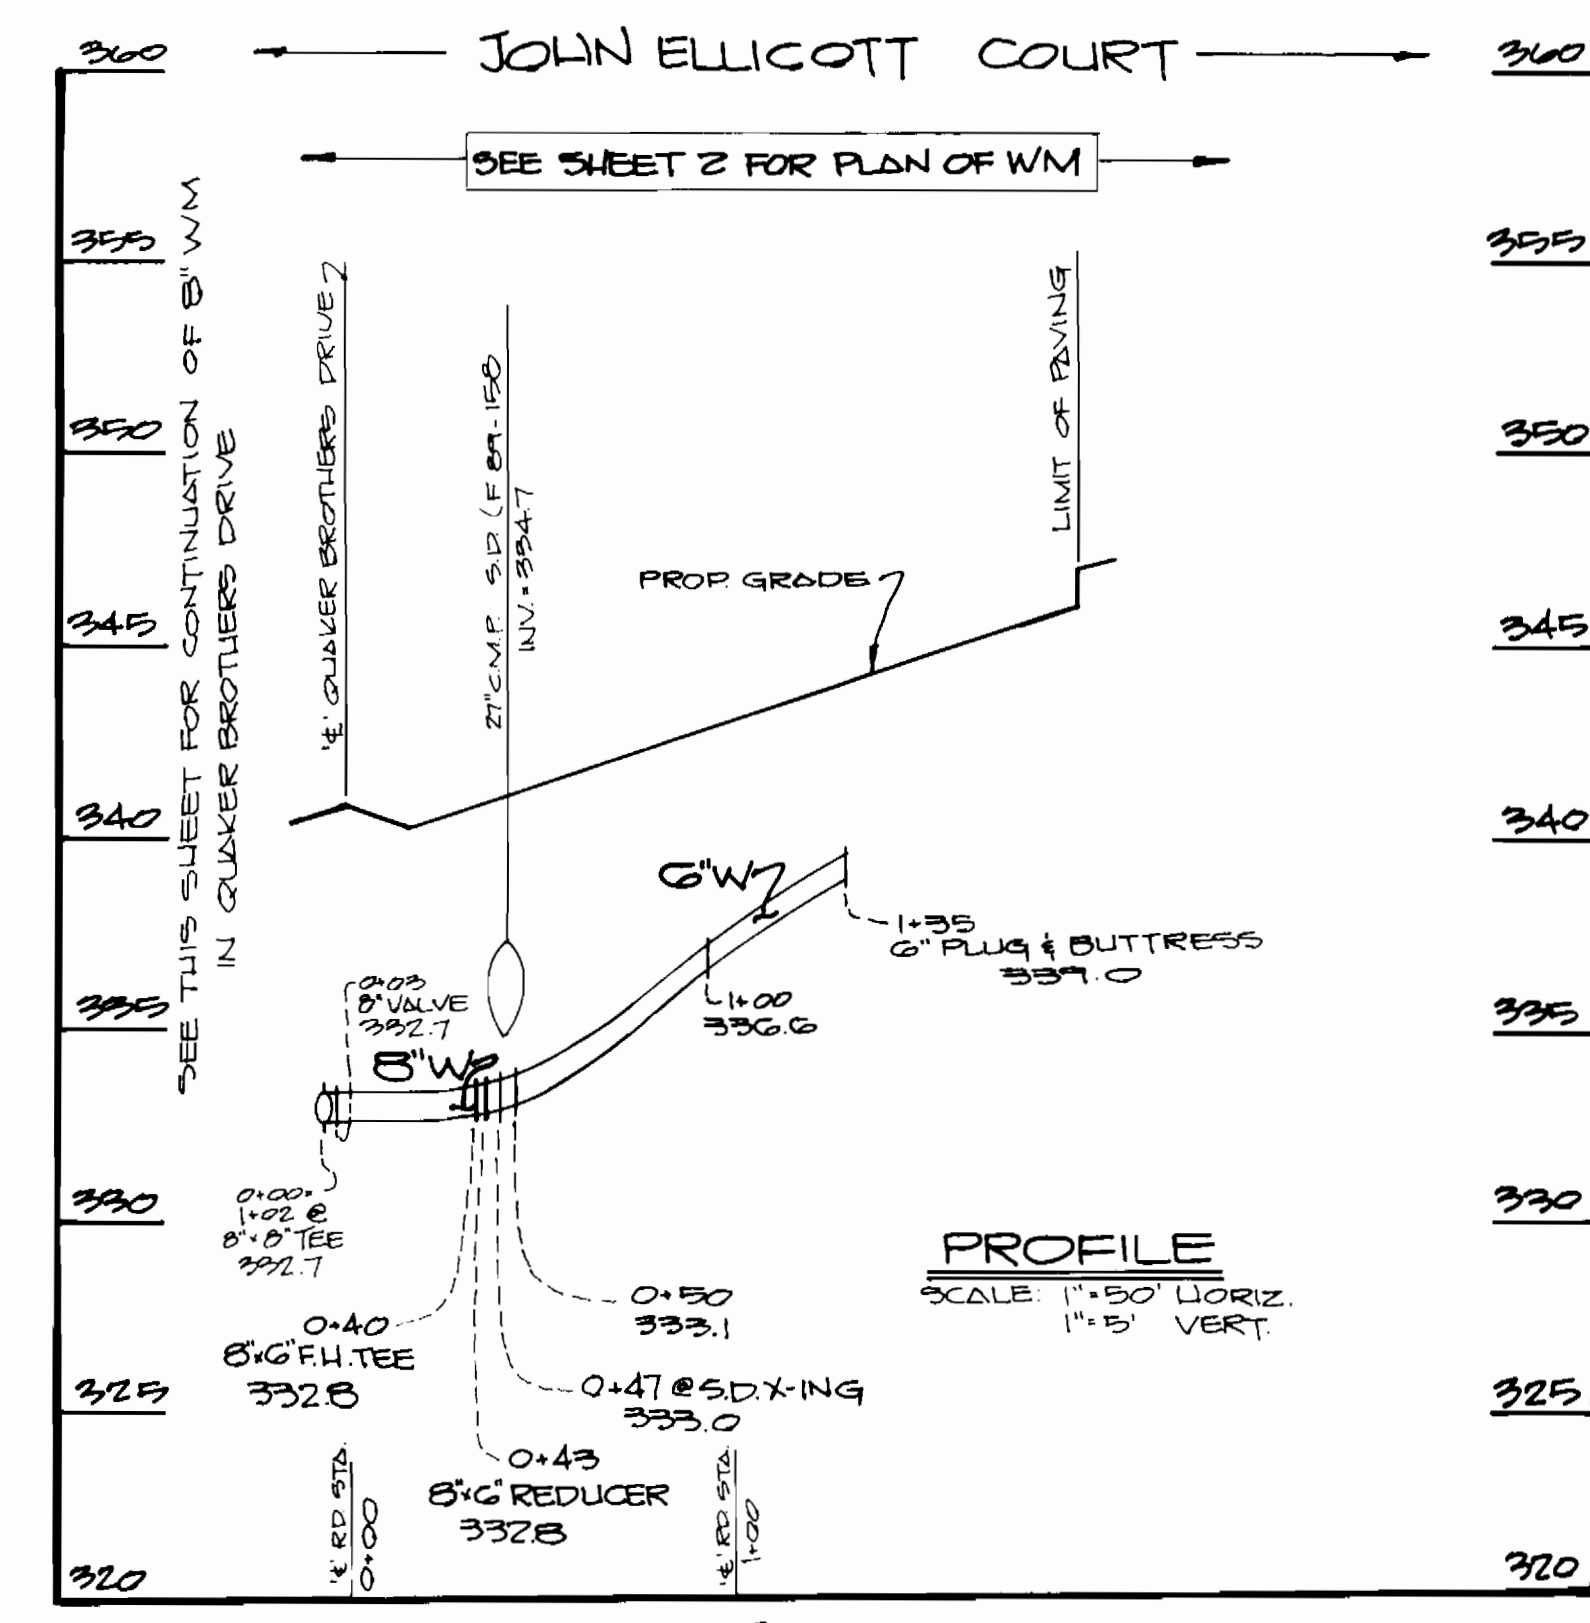 JOHN ELLICOTT COURT
SEE SHEET 2 FOR PLAN OF WM
360
355
350
345
340
335
330
325
320
360
355
350
345
340
335
330
325
320
SEE THIS SHEET FOR CONTINUATION OF 8" WM
IN QUAKER BROTHERS DRIVE
℄ QUAKER BROTHERS DRIVE
27" C.M.P. S.D. (F 89-158
INV. = 334.7
LIMIT OF PAVING
PROP. GRADE
6"W
1+35
6" PLUG & BUTTRESS
339.0
1+00
336.6
0+03
8" VALVE
332.7
8"W
0+00=
1+02 @
8"x8" TEE
332.7
0+40
8"x6" F.H. TEE
332.8
0+50
333.1
0+47 @ S.D. X-ING
333.0
0+43
8"x6" REDUCER
332.8
℄ RD. STA.
0+00
℄ RD. STA.
1+00
PROFILE
SCALE: 1"=50' HORIZ.
1"=5' VERT.